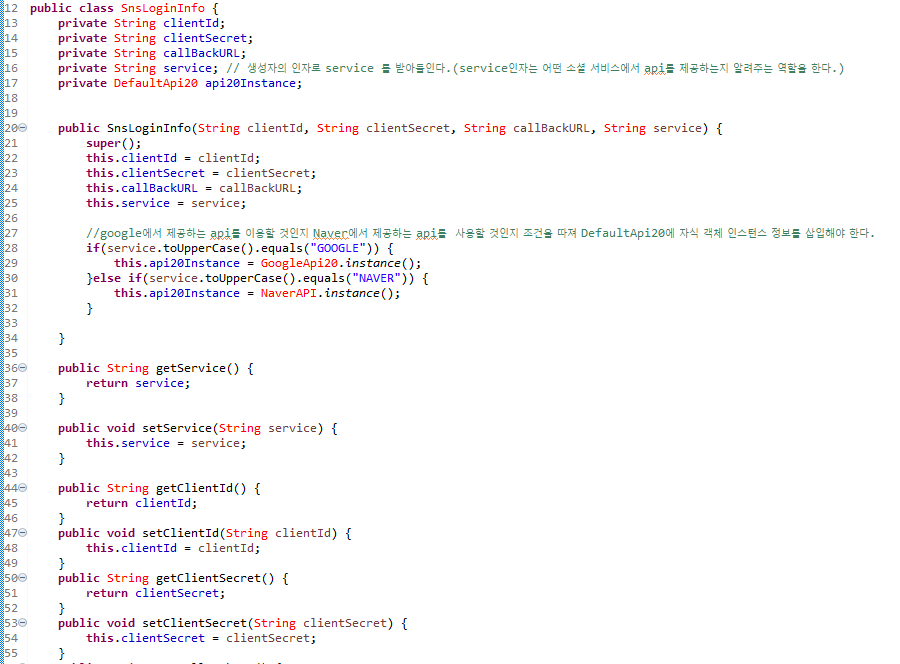 12 public class SnsLoginInfo {
13 private String clientId;
14 private String clientSecret;
15 private String callBackURL;
16 private String service; // 생성자의 인자로 service 를 받아들인다.(service인자는 어떤 소셜 서비스에서 api를 제공하는지 알려주는 역할을 한다.)
17 private DefaultApi20 api20Instance;
18
19
20 public SnsLoginInfo(String clientId, String clientSecret, String callBackURL, String service) {
21 super();
22 this.clientId = clientId;
23 this.clientSecret = clientSecret;
24 this.callBackURL = callBackURL;
25 this.service = service;
26
27 //google에서 제공하는 api를 이용할 것인지 Naver에서 제공하는 api를 사용할 것인지 조건을 따져 DefaultApi20에 자식 객체 인스턴스 정보를 삽입해야 한다.
28 if(service.toUpperCase().equals("GOOGLE")) {
29 this.api20Instance = GoogleApi20.instance();
30 }else if(service.toUpperCase().equals("NAVER")) {
31 this.api20Instance = NaverAPI.instance();
32 }
33
34 }
35
36 public String getService() {
37 return service;
38 }
39
40 public void setService(String service) {
41 this.service = service;
42 }
43
44 public String getClientId() {
45 return clientId;
46 }
47 public void setClientId(String clientId) {
48 this.clientId = clientId;
49 }
50 public String getClientSecret() {
51 return clientSecret;
52 }
53 public void setClientSecret(String clientSecret) {
54 this.clientSecret = clientSecret;
55 }